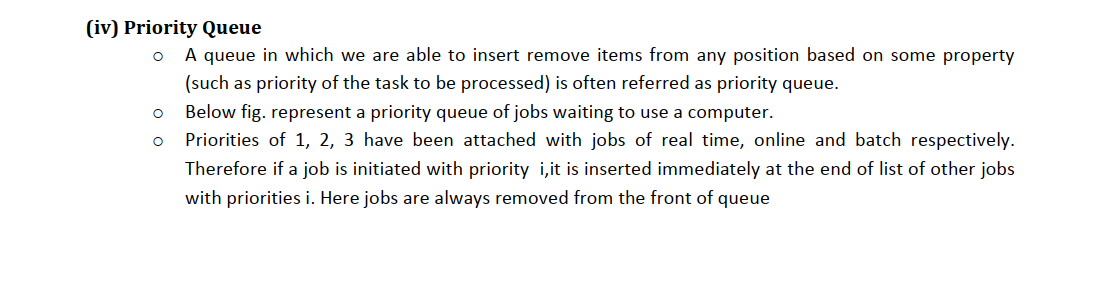 (iv) Priority Queue
o A queue in which we are able to insert remove items from any position based on some property
(such as priority of the task to be processed) is often referred as priority queue.
o Below fig. represent a priority queue of jobs waiting to use a computer.
o Priorities of 1, 2, 3 have been attached with jobs of real time, online and batch respectively.
Therefore if a job is initiated with priority i,it is inserted immediately at the end of list of other jobs
with priorities i. Here jobs are always removed from the front of queue